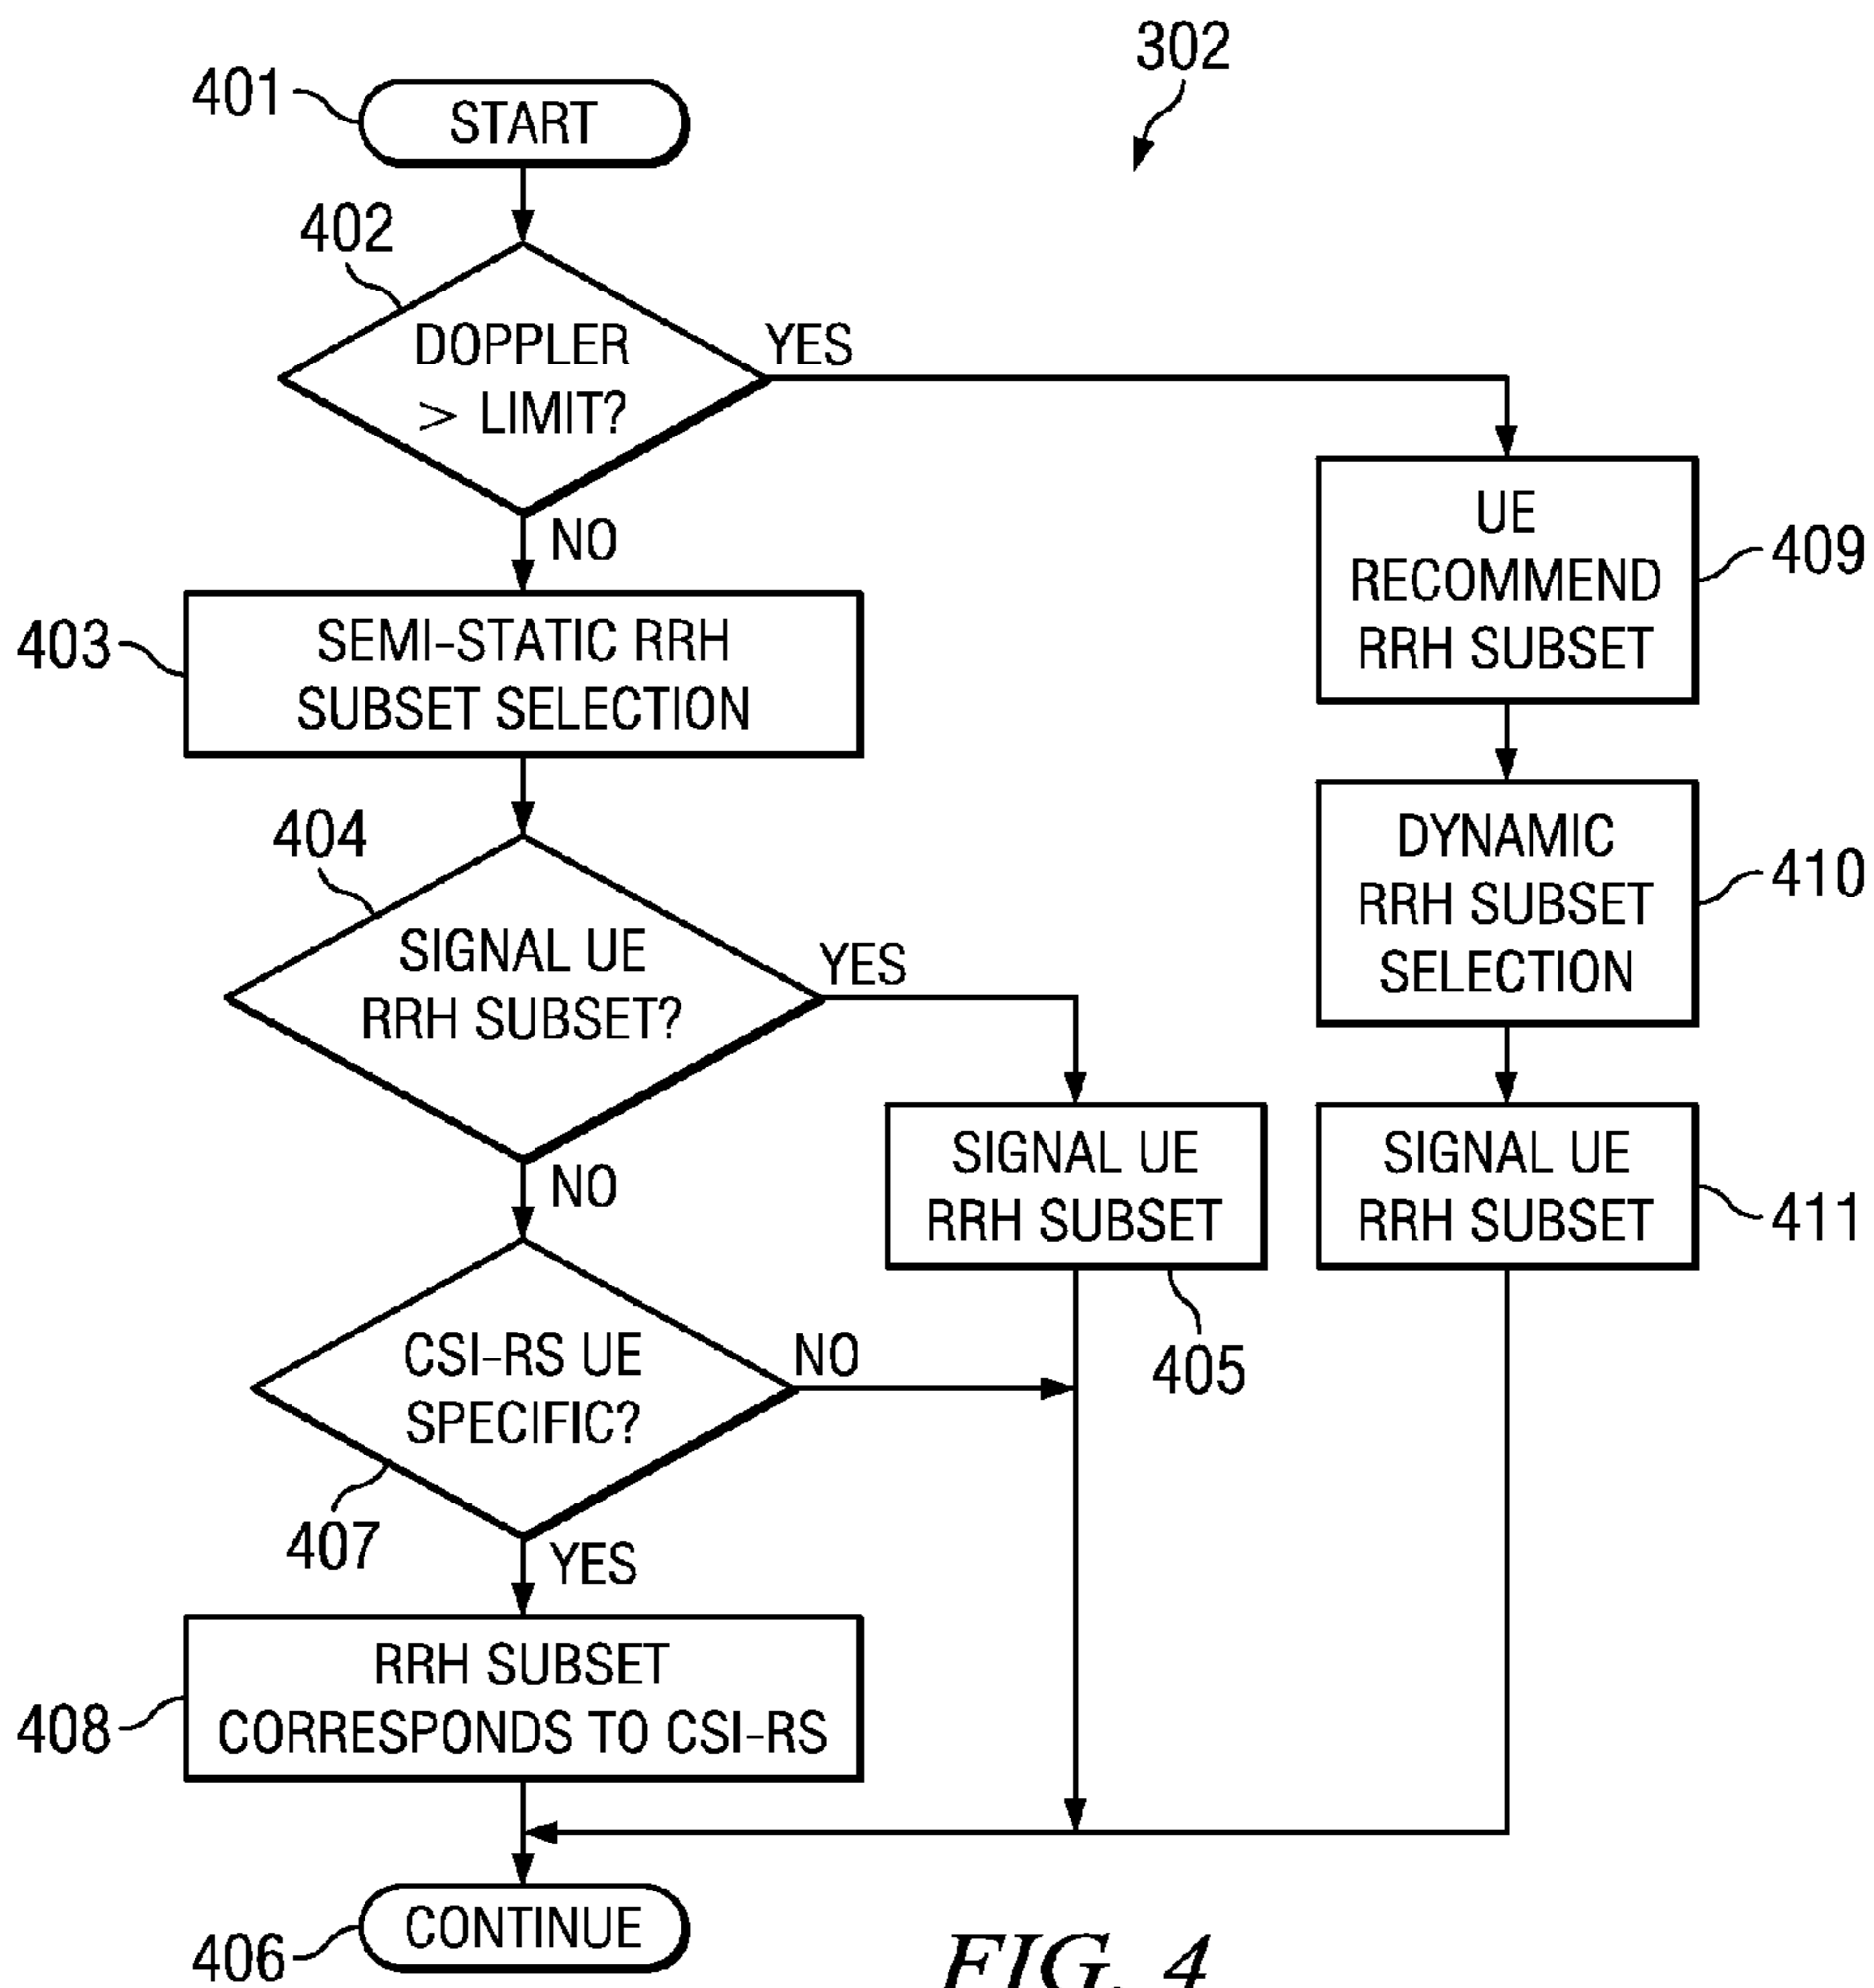 302
401
START
402
DOPPLER
> LIMIT?
YES
NO
403
SEMI-STATIC RRH
SUBSET SELECTION
404
SIGNAL UE
RRH SUBSET?
YES
NO
SIGNAL UE
RRH SUBSET
405
CSI-RS UE
SPECIFIC?
NO
407
YES
RRH SUBSET
CORRESPONDS TO CSI-RS
408
UE
RECOMMEND
RRH SUBSET
409
DYNAMIC
RRH SUBSET
SELECTION
410
SIGNAL UE
RRH SUBSET
411
CONTINUE
406
FIG. 4